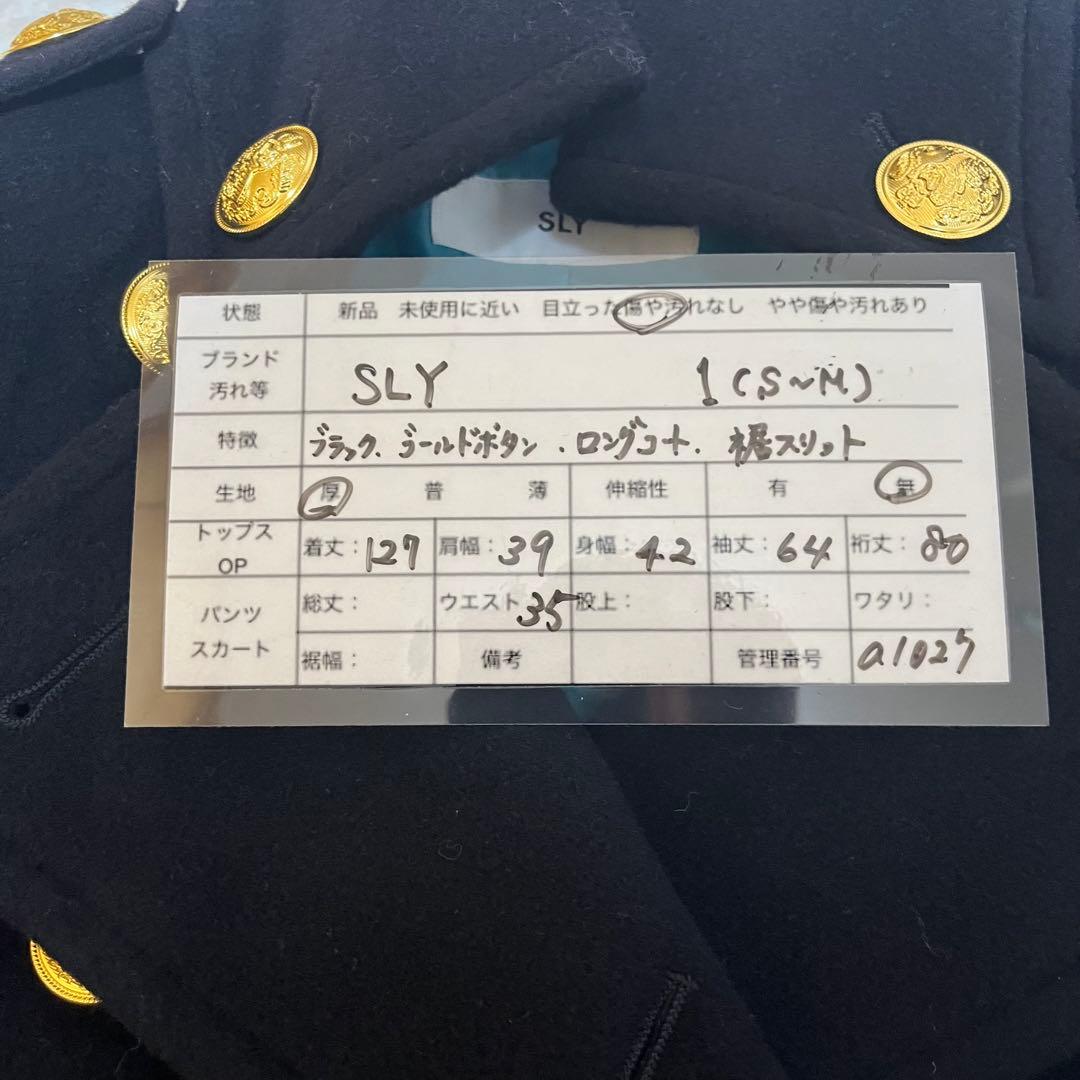 SLY
状態 新品 未使用に近い 目立った傷や汚れなし やや傷や汚れあり
ブランド
汚れ等 SLY 1(S~M)
特徴 ブラック、ゴールドボタン.ロングコート.裾スリット
生地 厚 普 薄 伸縮性 有 無
トップス
OP 着丈:127 肩幅:39 身幅:42 袖丈:64 裄丈:80
パンツ
スカート 総丈: ウエスト35 股上: 股下: ワタリ:
裾幅: 備考 管理番号 a1027